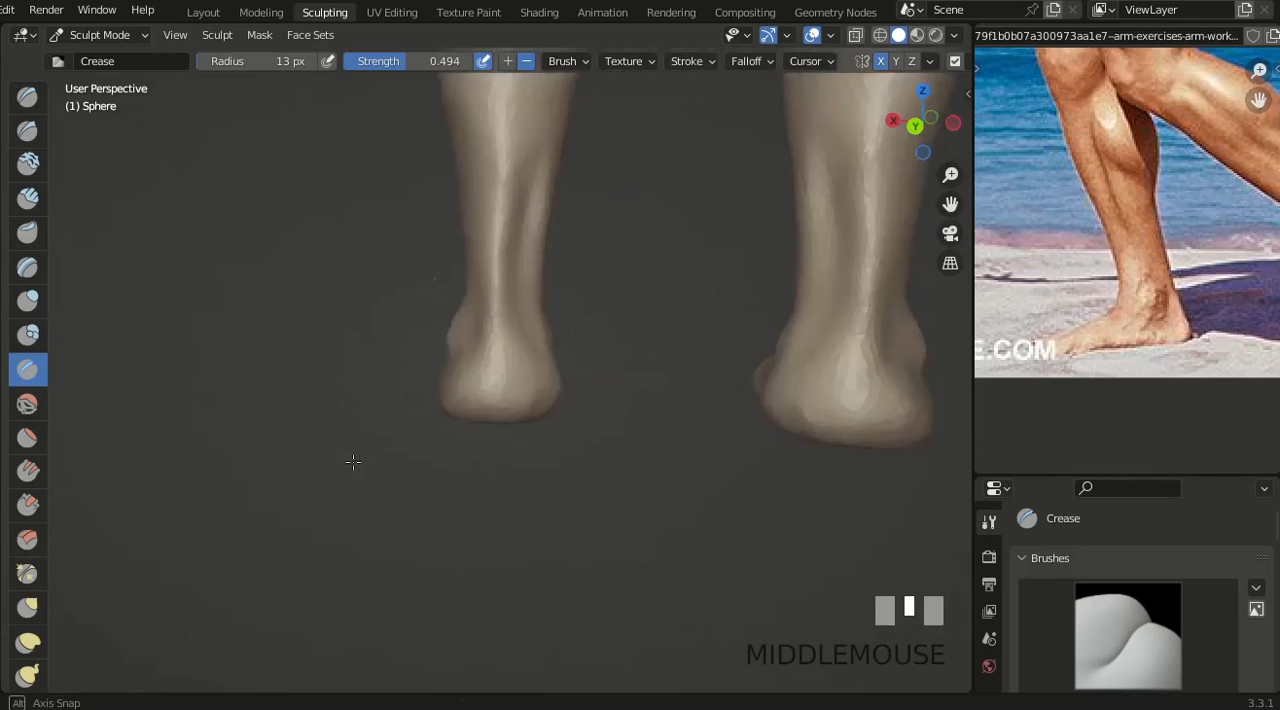 Edit Render Window Help Layout Modeling Sculpting UV Editing Texture Paint Shading Animation Rendering Compositing Geometry Nodes Scene ViewLayer
Sculpt Mode View Sculpt Mask Face Sets 79f1b0b07a300973aa1e7--arm-exercises-arm-work...
Crease Radius 13 px Strength 0.494 Brush Texture Stroke Falloff Cursor X Y Z
User Perspective
(1) Sphere
Z
X
Y
E.COM
Crease
Brushes
MIDDLEMOUSE
Alt Axis Snap 3.3.1